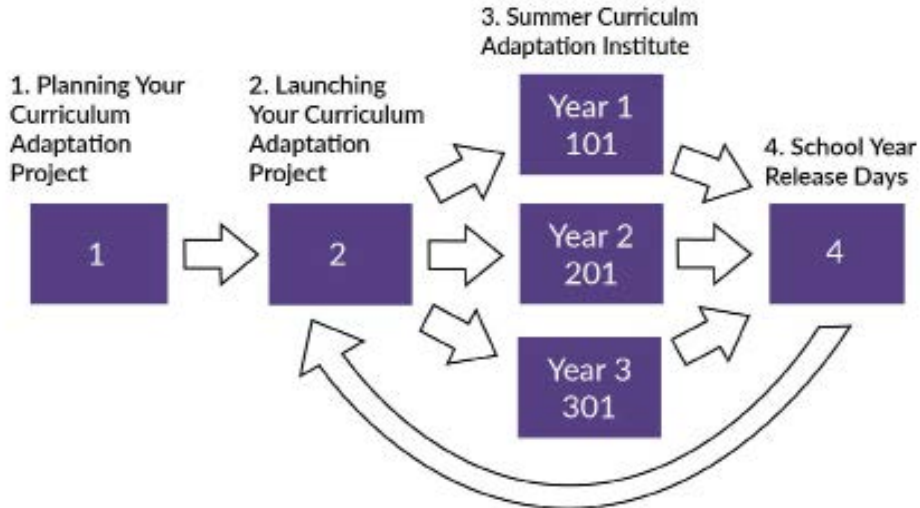 1. Planning Your
Curriculum
Adaptation
Project
1
2. Launching
Your Curriculum
Adaptation
Project
2
3. Summer Curriculm
Adaptation Institute
Year 1
101
Year 2
201
Year 3
301
4. School Year
Release Days
4